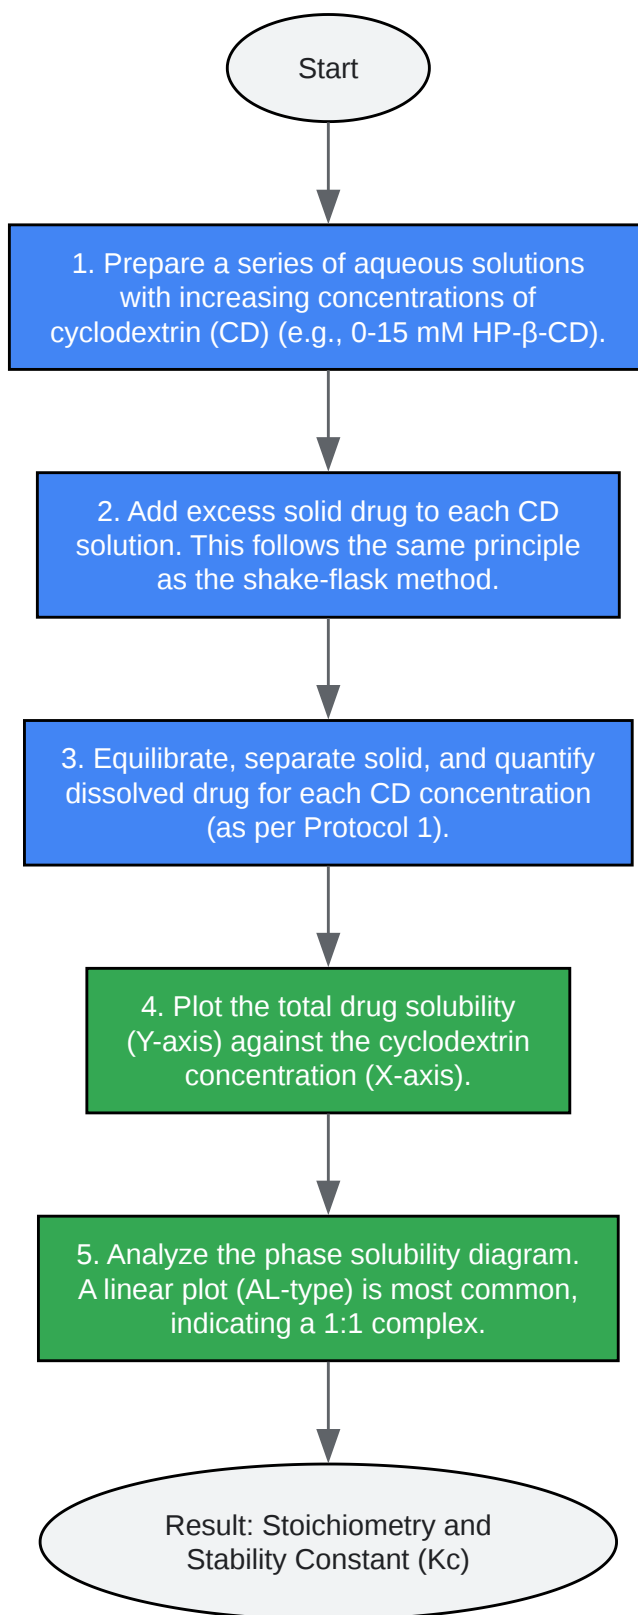 Start
1. Prepare a series of aqueous solutions
with increasing concentrations of
cyclodextrin (CD) (e.g., 0-15 mM HP-β-CD).
2. Add excess solid drug to each CD
solution. This follows the same principle
as the shake-flask method.
3. Equilibrate, separate solid, and quantify
dissolved drug for each CD concentration
(as per Protocol 1).
4. Plot the total drug solubility
(Y-axis) against the cyclodextrin
concentration (X-axis).
5. Analyze the phase solubility diagram.
A linear plot (AL-type) is most common,
indicating a 1:1 complex.
Result: Stoichiometry and
Stability Constant (Kc)